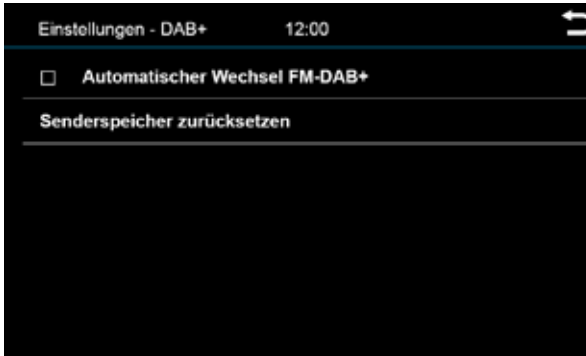 Einstellungen - DAB+ 12:00
Automatischer Wechsel FM-DAB+
Senderspeicher zurücksetzen